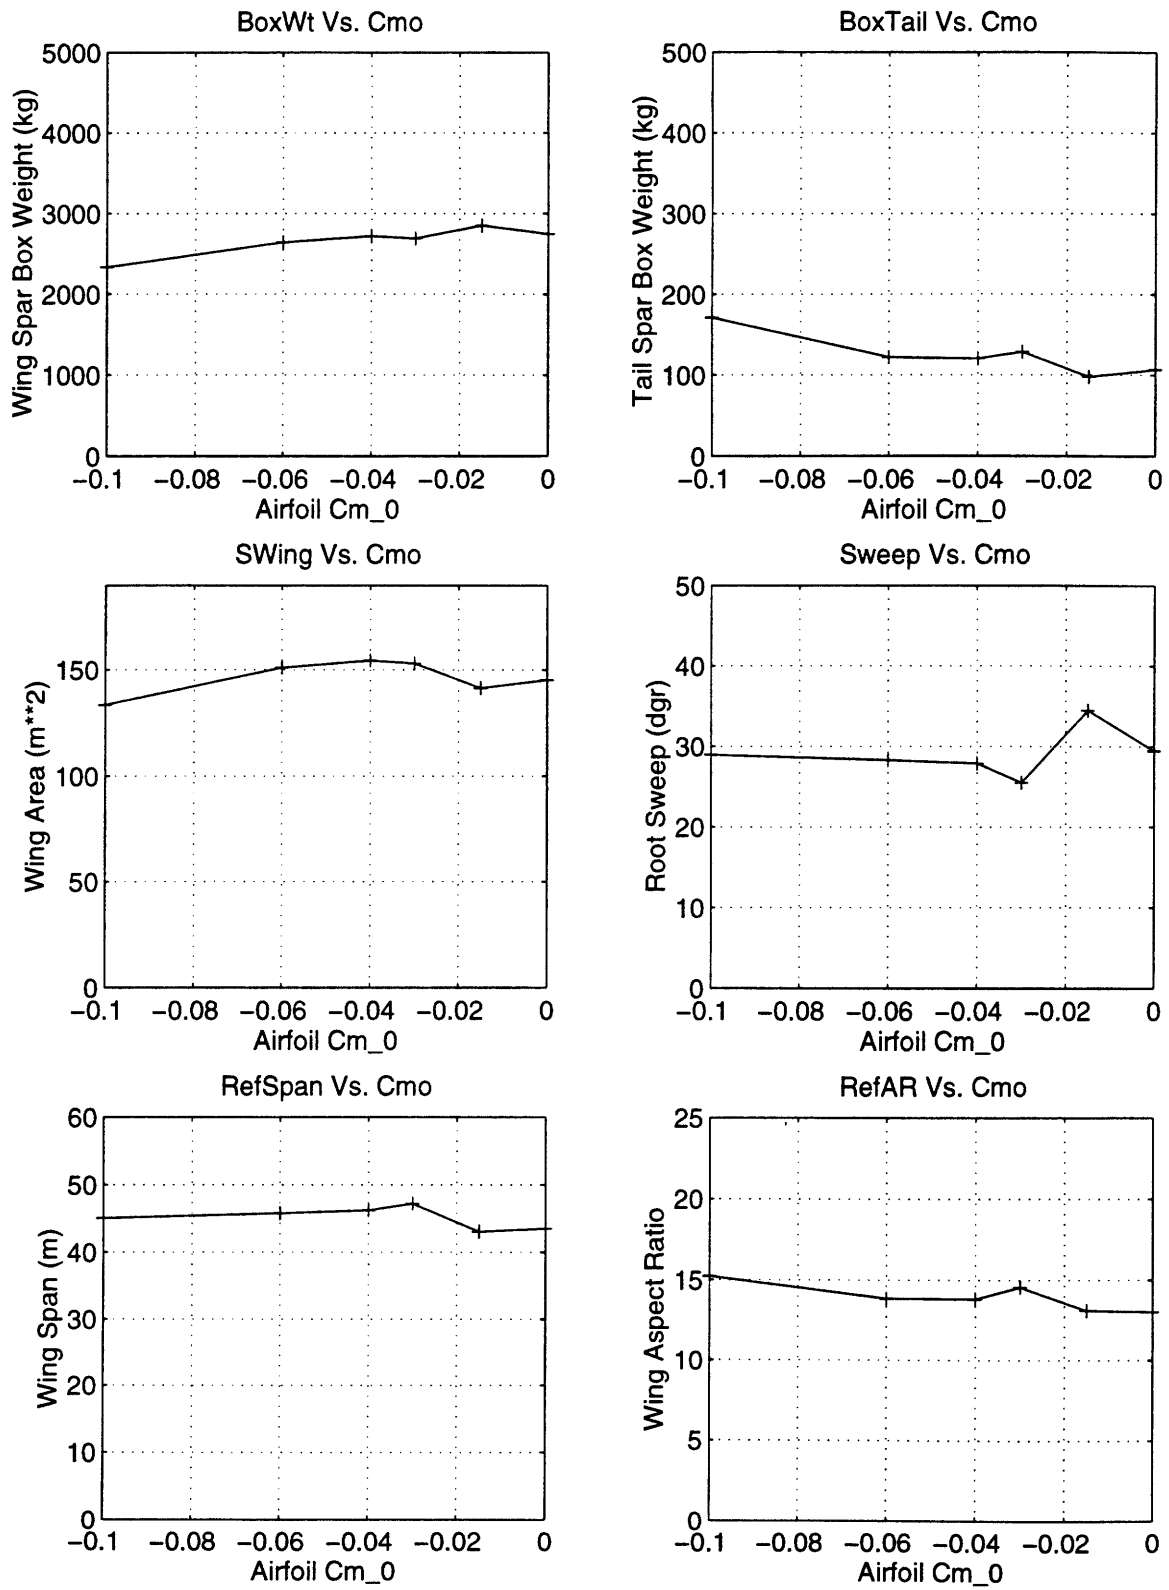 BoxWt Vs. Cmo
Wing Spar Box Weight (kg)
5000
4000
3000
2000
1000
0
−0.1 −0.08 −0.06 −0.04 −0.02 0
Airfoil Cm_0
BoxTail Vs. Cmo
Tail Spar Box Weight (kg)
500
400
300
200
100
0
−0.1 −0.08 −0.06 −0.04 −0.02 0
Airfoil Cm_0
SWing Vs. Cmo
Wing Area (m**2)
150
100
50
0
−0.1 −0.08 −0.06 −0.04 −0.02 0
Airfoil Cm_0
Sweep Vs. Cmo
Root Sweep (dgr)
50
40
30
20
10
0
−0.1 −0.08 −0.06 −0.04 −0.02 0
Airfoil Cm_0
RefSpan Vs. Cmo
Wing Span (m)
60
50
40
30
20
10
0
−0.1 −0.08 −0.06 −0.04 −0.02 0
Airfoil Cm_0
RefAR Vs. Cmo
Wing Aspect Ratio
25
20
15
10
5
0
−0.1 −0.08 −0.06 −0.04 −0.02 0
Airfoil Cm_0